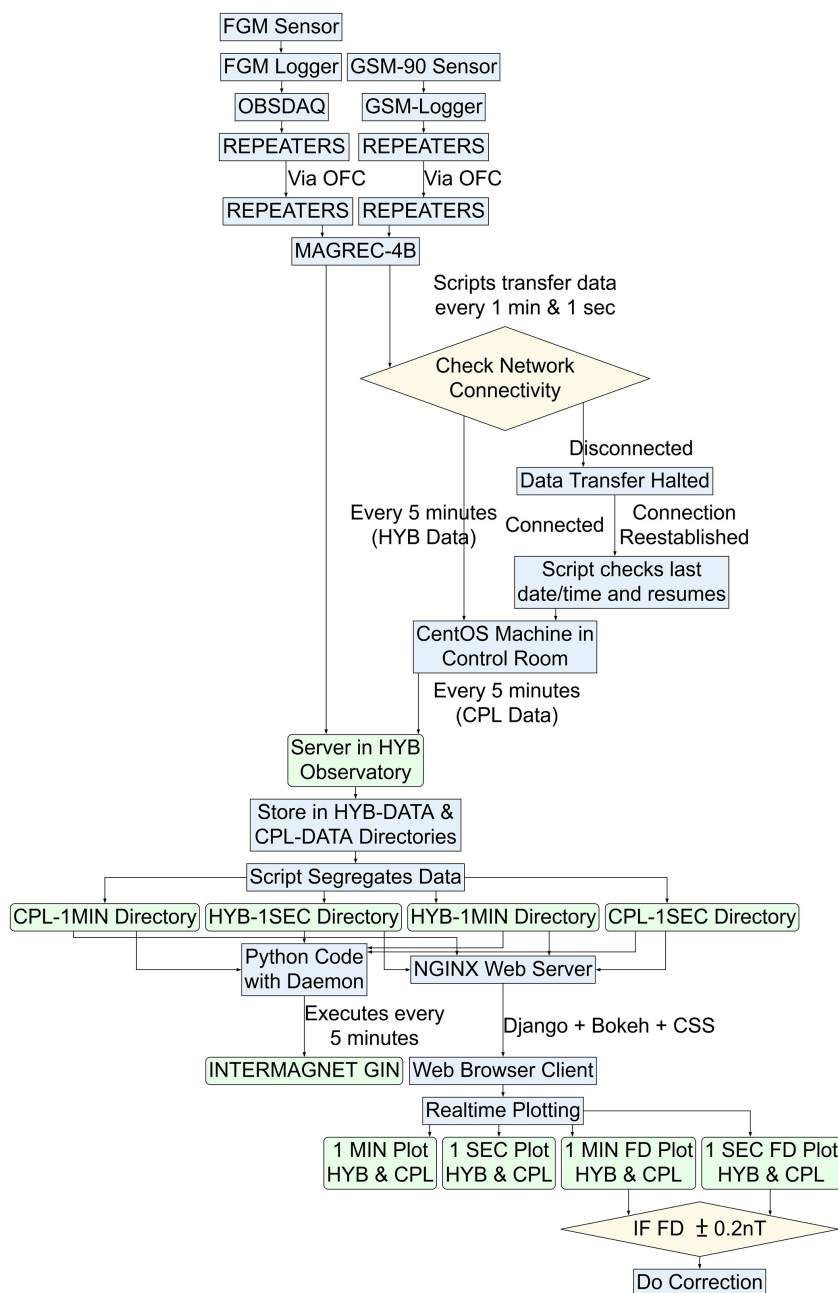 FGM Sensor
FGM Logger
GSM-90 Sensor
OBSDAQ
GSM-Logger
REPEATERS
REPEATERS
Via OFC
Via OFC
REPEATERS
REPEATERS
MAGREC-4B
Scripts transfer data
every 1 min & 1 sec
Check Network
Connectivity
Disconnected
Data Transfer Halted
Every 5 minutes
(HYB Data)
Connected
Connection
Reestablished
Script checks last
date/time and resumes
CentOS Machine in
Control Room
Every 5 minutes
(CPL Data)
Server in HYB
Observatory
Store in HYB-DATA &
CPL-DATA Directories
Script Segregates Data
CPL-1MIN Directory
HYB-1SEC Directory
HYB-1MIN Directory
CPL-1SEC Directory
Python Code
with Daemon
NGINX Web Server
Executes every
5 minutes
Django + Bokeh + CSS
INTERMAGNET GIN
Web Browser Client
Realtime Plotting
1 MIN Plot
HYB & CPL
1 SEC Plot
HYB & CPL
1 MIN FD Plot
HYB & CPL
1 SEC FD Plot
HYB & CPL
IF FD ± 0.2nT
Do Correction